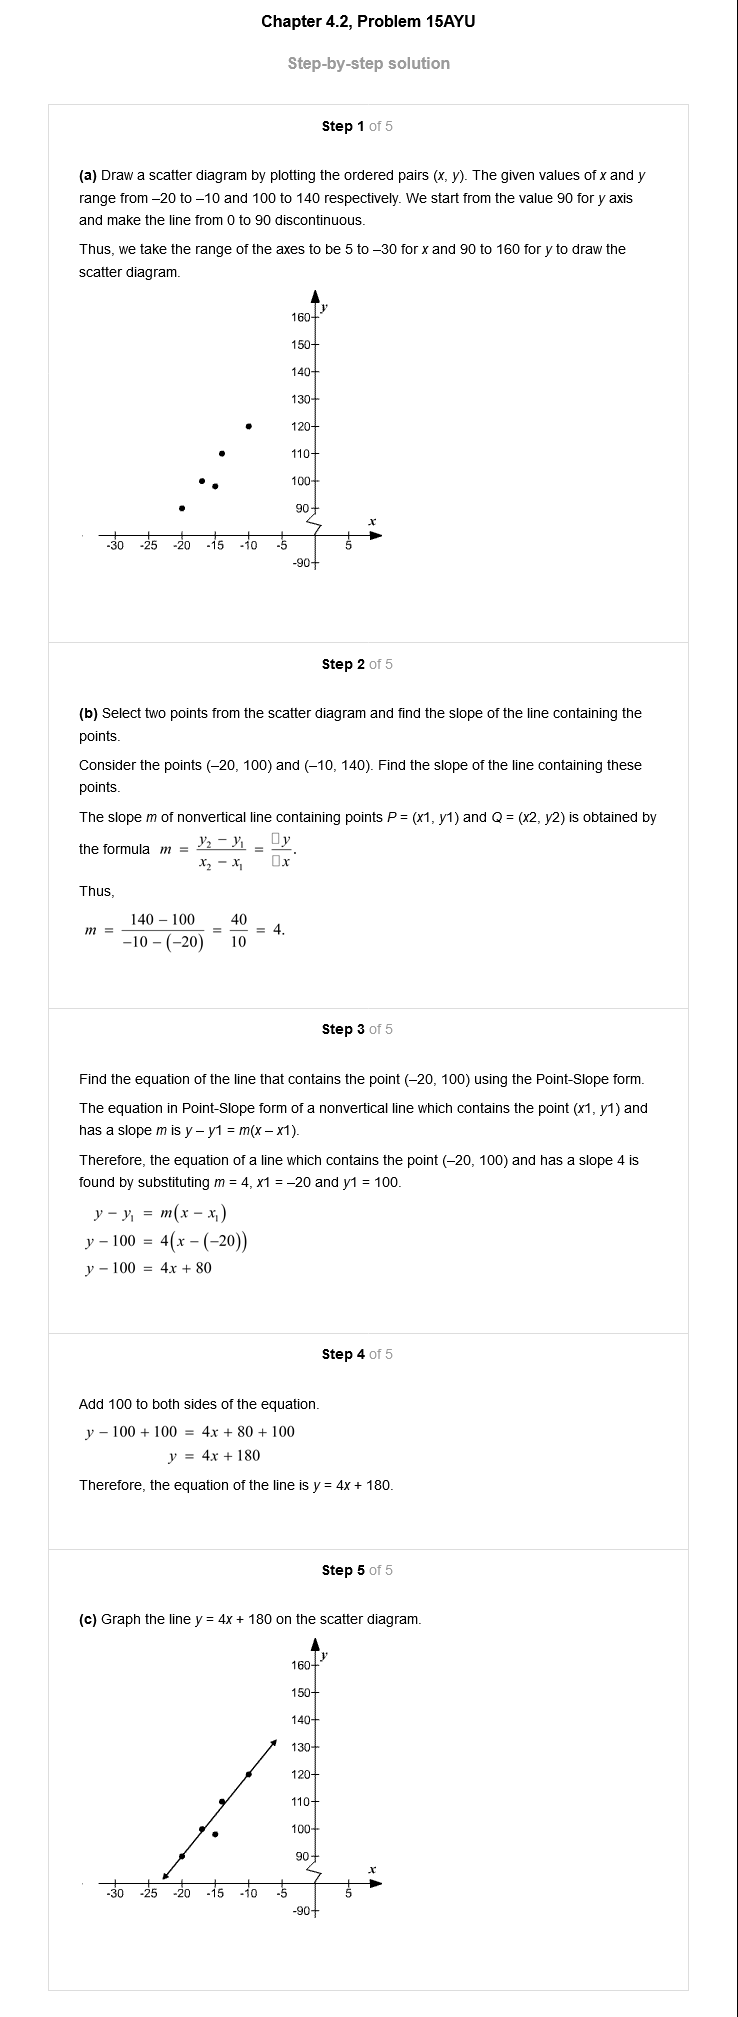 Chapter 4.2, Problem 15AYU
Step-by-step solution
Step 1 of 5
(a) Draw a scatter diagram by plotting the ordered pairs (x, y). The given values of x and y
range from –20 to –10 and 100 to 140 respectively. We start from the value 90 for y axis
and make the line from 0 to 90 discontinuous.
Thus, we take the range of the axes to be 5 to –30 for x and 90 to 160 for y to draw the
scatter diagram.
y
160
150
140
130
120
110
100
90
x
-30 -25 -20 -15 -10 -5 5
-90
Step 2 of 5
(b) Select two points from the scatter diagram and find the slope of the line containing the
points.
Consider the points (–20, 100) and (–10, 140). Find the slope of the line containing these
points.
The slope m of nonvertical line containing points P = (x1, y1) and Q = (x2, y2) is obtained by
the formula m = (y₂ − y₁)/(x₂ − x₁) = □y/□x.
Thus,
m = (140 − 100)/(−10 − (−20)) = 40/10 = 4.
Step 3 of 5
Find the equation of the line that contains the point (–20, 100) using the Point-Slope form.
The equation in Point-Slope form of a nonvertical line which contains the point (x1, y1) and
has a slope m is y – y1 = m(x – x1).
Therefore, the equation of a line which contains the point (–20, 100) and has a slope 4 is
found by substituting m = 4, x1 = –20 and y1 = 100.
y − y₁ = m(x − x₁)
y − 100 = 4(x − (−20))
y − 100 = 4x + 80
Step 4 of 5
Add 100 to both sides of the equation.
y − 100 + 100 = 4x + 80 + 100
y = 4x + 180
Therefore, the equation of the line is y = 4x + 180.
Step 5 of 5
(c) Graph the line y = 4x + 180 on the scatter diagram.
y
160
150
140
130
120
110
100
90
x
-30 -25 -20 -15 -10 -5 5
-90